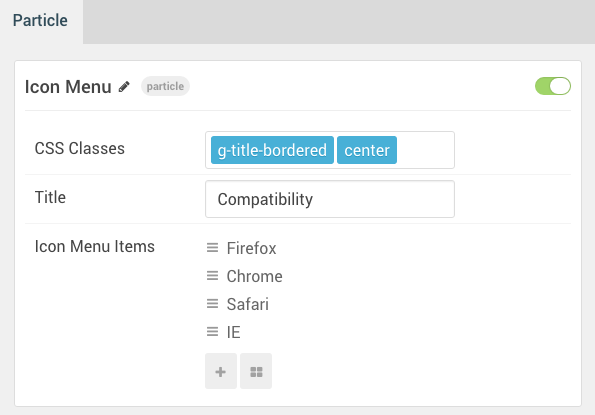 Particle
Icon Menu particle
CSS Classes g-title-bordered center
Title Compatibility
Icon Menu Items Firefox
Chrome
Safari
IE